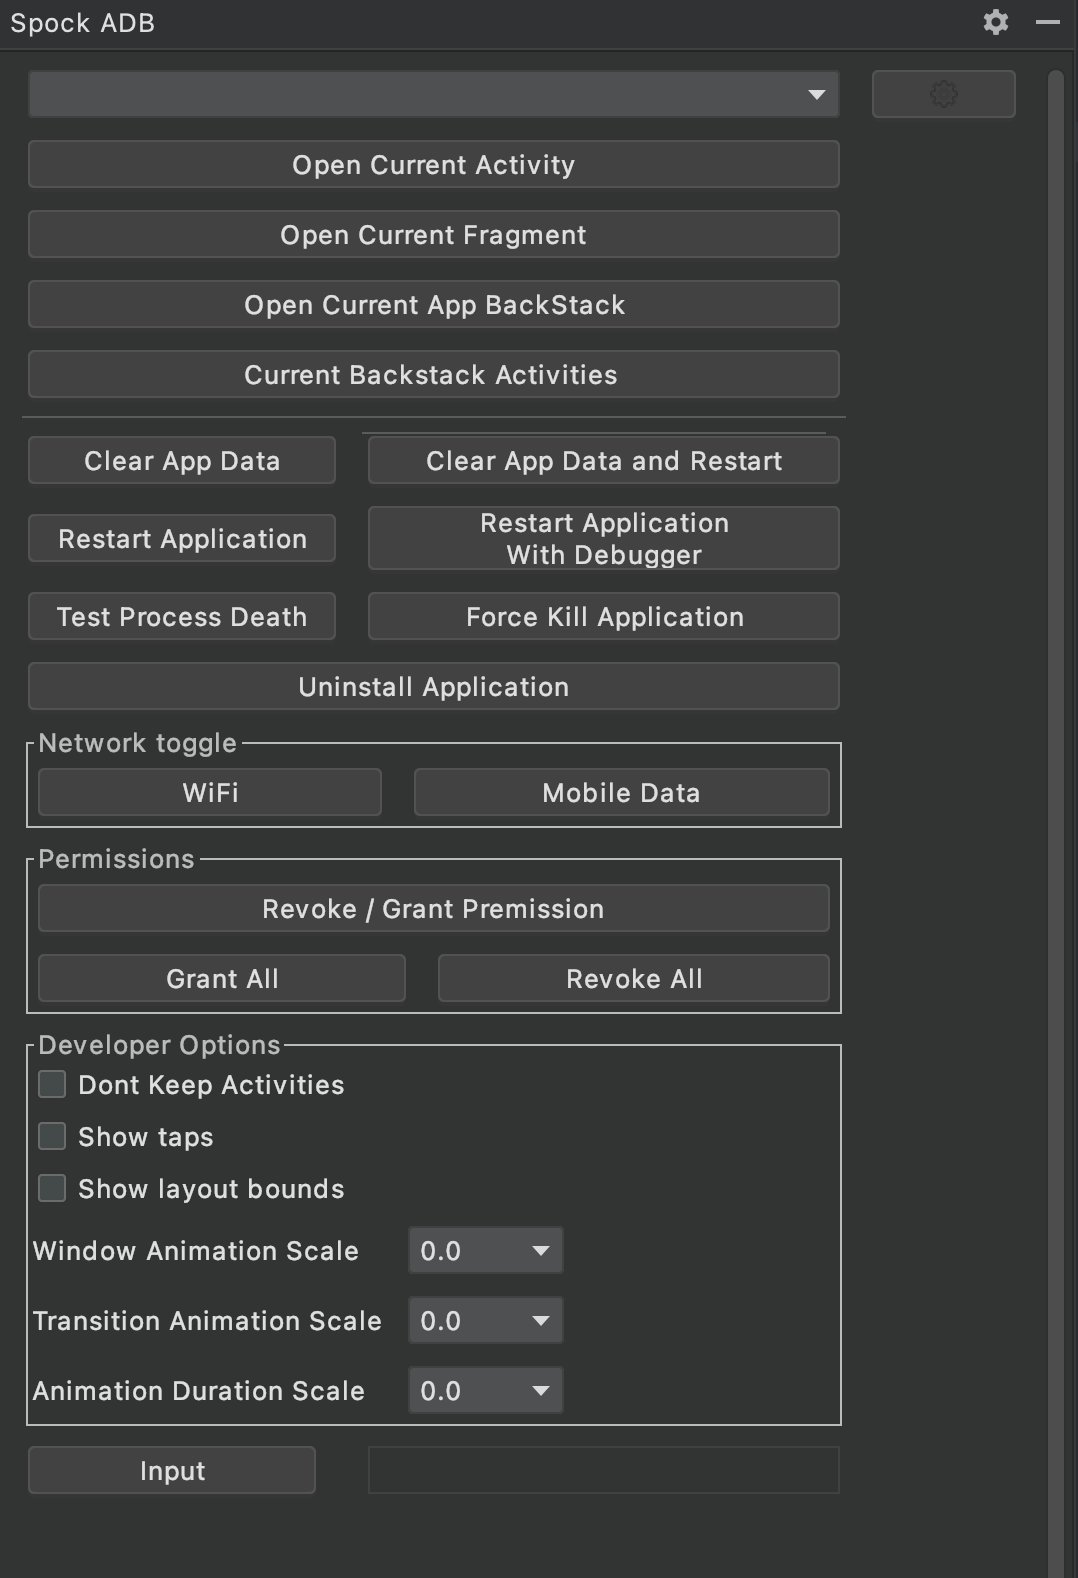 Spock ADB
Open Current Activity
Open Current Fragment
Open Current App BackStack
Current Backstack Activities
Clear App Data
Clear App Data and Restart
Restart Application
Restart Application
With Debugger
Test Process Death
Force Kill Application
Uninstall Application
Network toggle
WiFi
Mobile Data
Permissions
Revoke / Grant Premission
Grant All
Revoke All
Developer Options
Dont Keep Activities
Show taps
Show layout bounds
Window Animation Scale
0.0
Transition Animation Scale
0.0
Animation Duration Scale
0.0
Input